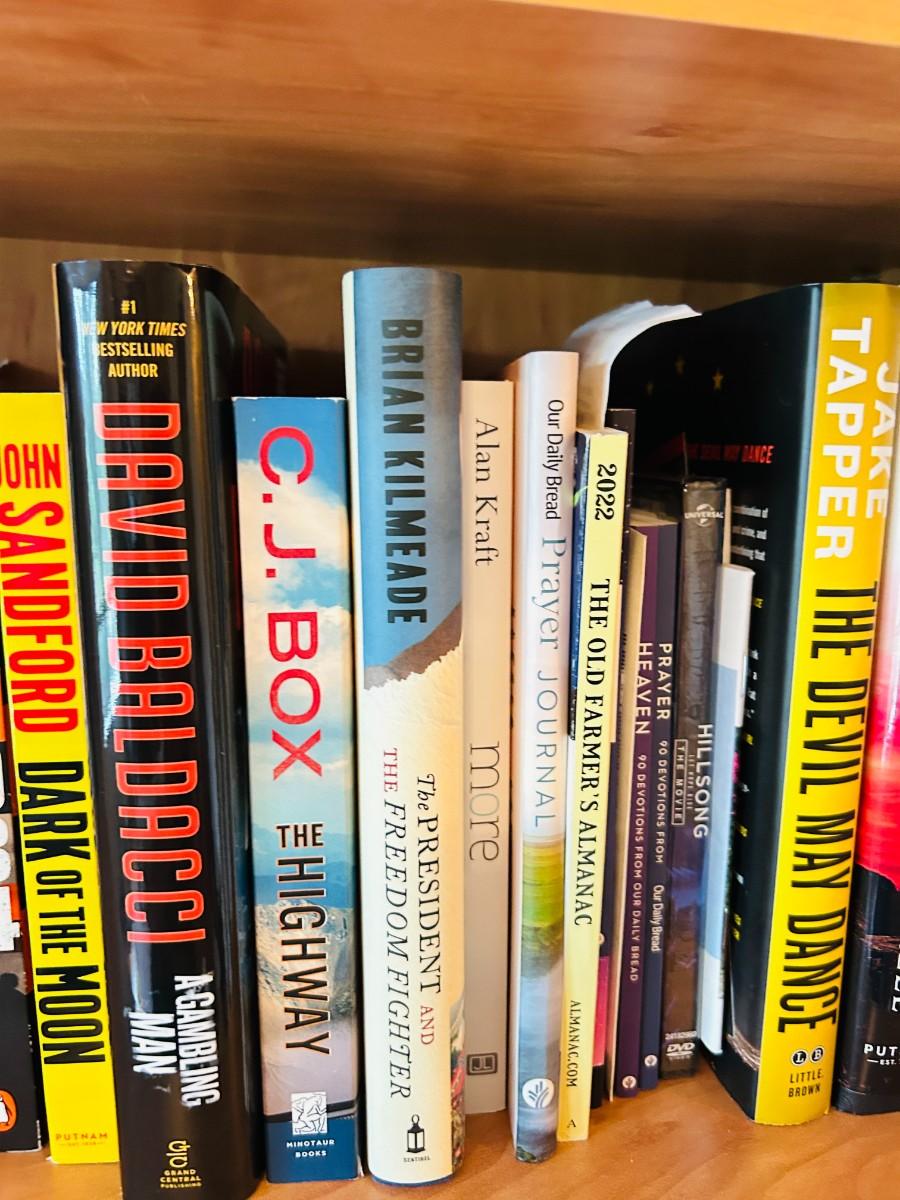 JOHN
SANDFORD
DARK OF THE MOON
PUTNAM
#1
NEW YORK TIMES
BESTSELLING
AUTHOR
DAVID BALDACCI
A GAMBLING
MAN
GRAND
CENTRAL
PUBLISHING
C.J. BOX
THE
HIGHWAY
MINOTAUR
BOOKS
BRIAN KILMEADE
The PRESIDENT AND
THE FREEDOM FIGHTER
SENTINEL
Alan Kraft
more
Our Daily Bread
Prayer JOURNAL
2022
THE OLD FARMER'S ALMANAC
ALMANAC.COM
HEAVEN
90 DEVOTIONS FROM OUR DAILY BREAD
PRAYER
90 DEVOTIONS FROM Our Daily Bread
UNIVERSAL
HILLSONG
LET HOPE RISE
THE MOVIE
DVD
THE DEVIL MAY DANCE
JAKE
TAPPER
THE DEVIL MAY DANCE
L B
LITTLE,
BROWN
PUT
EST.